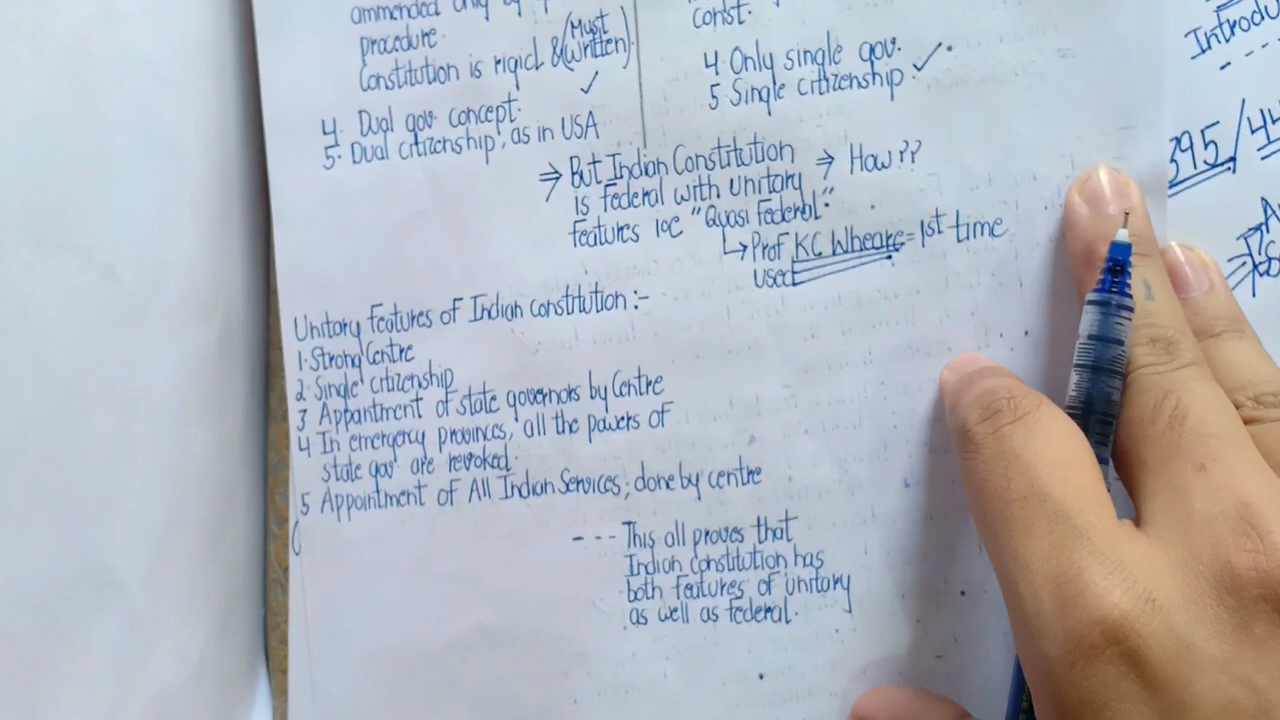 ammended only by
procedure.
Constitution is rigid & (Must written)
4. Dual gov. concept.
5. Dual citizenship, as in USA
const.
4. Only single gov.
5. Single citizenship
⇒ But Indian Constitution
is Federal with unitary
features ie "Quasi Federal."
⇒ How??
↳ Prof KC Wheare = 1st time
used
Unitary features of Indian constitution :-
1. Strong Centre
2. Single citizenship
3 Appointment of state governors by Centre
4 In emergency provinces, all the powers of
state gov. are revoked.
5 Appointment of All Indian Services; done by centre
--- This all proves that
Indian constitution has
both features of unitary
as well as federal.
Introdu
395/44